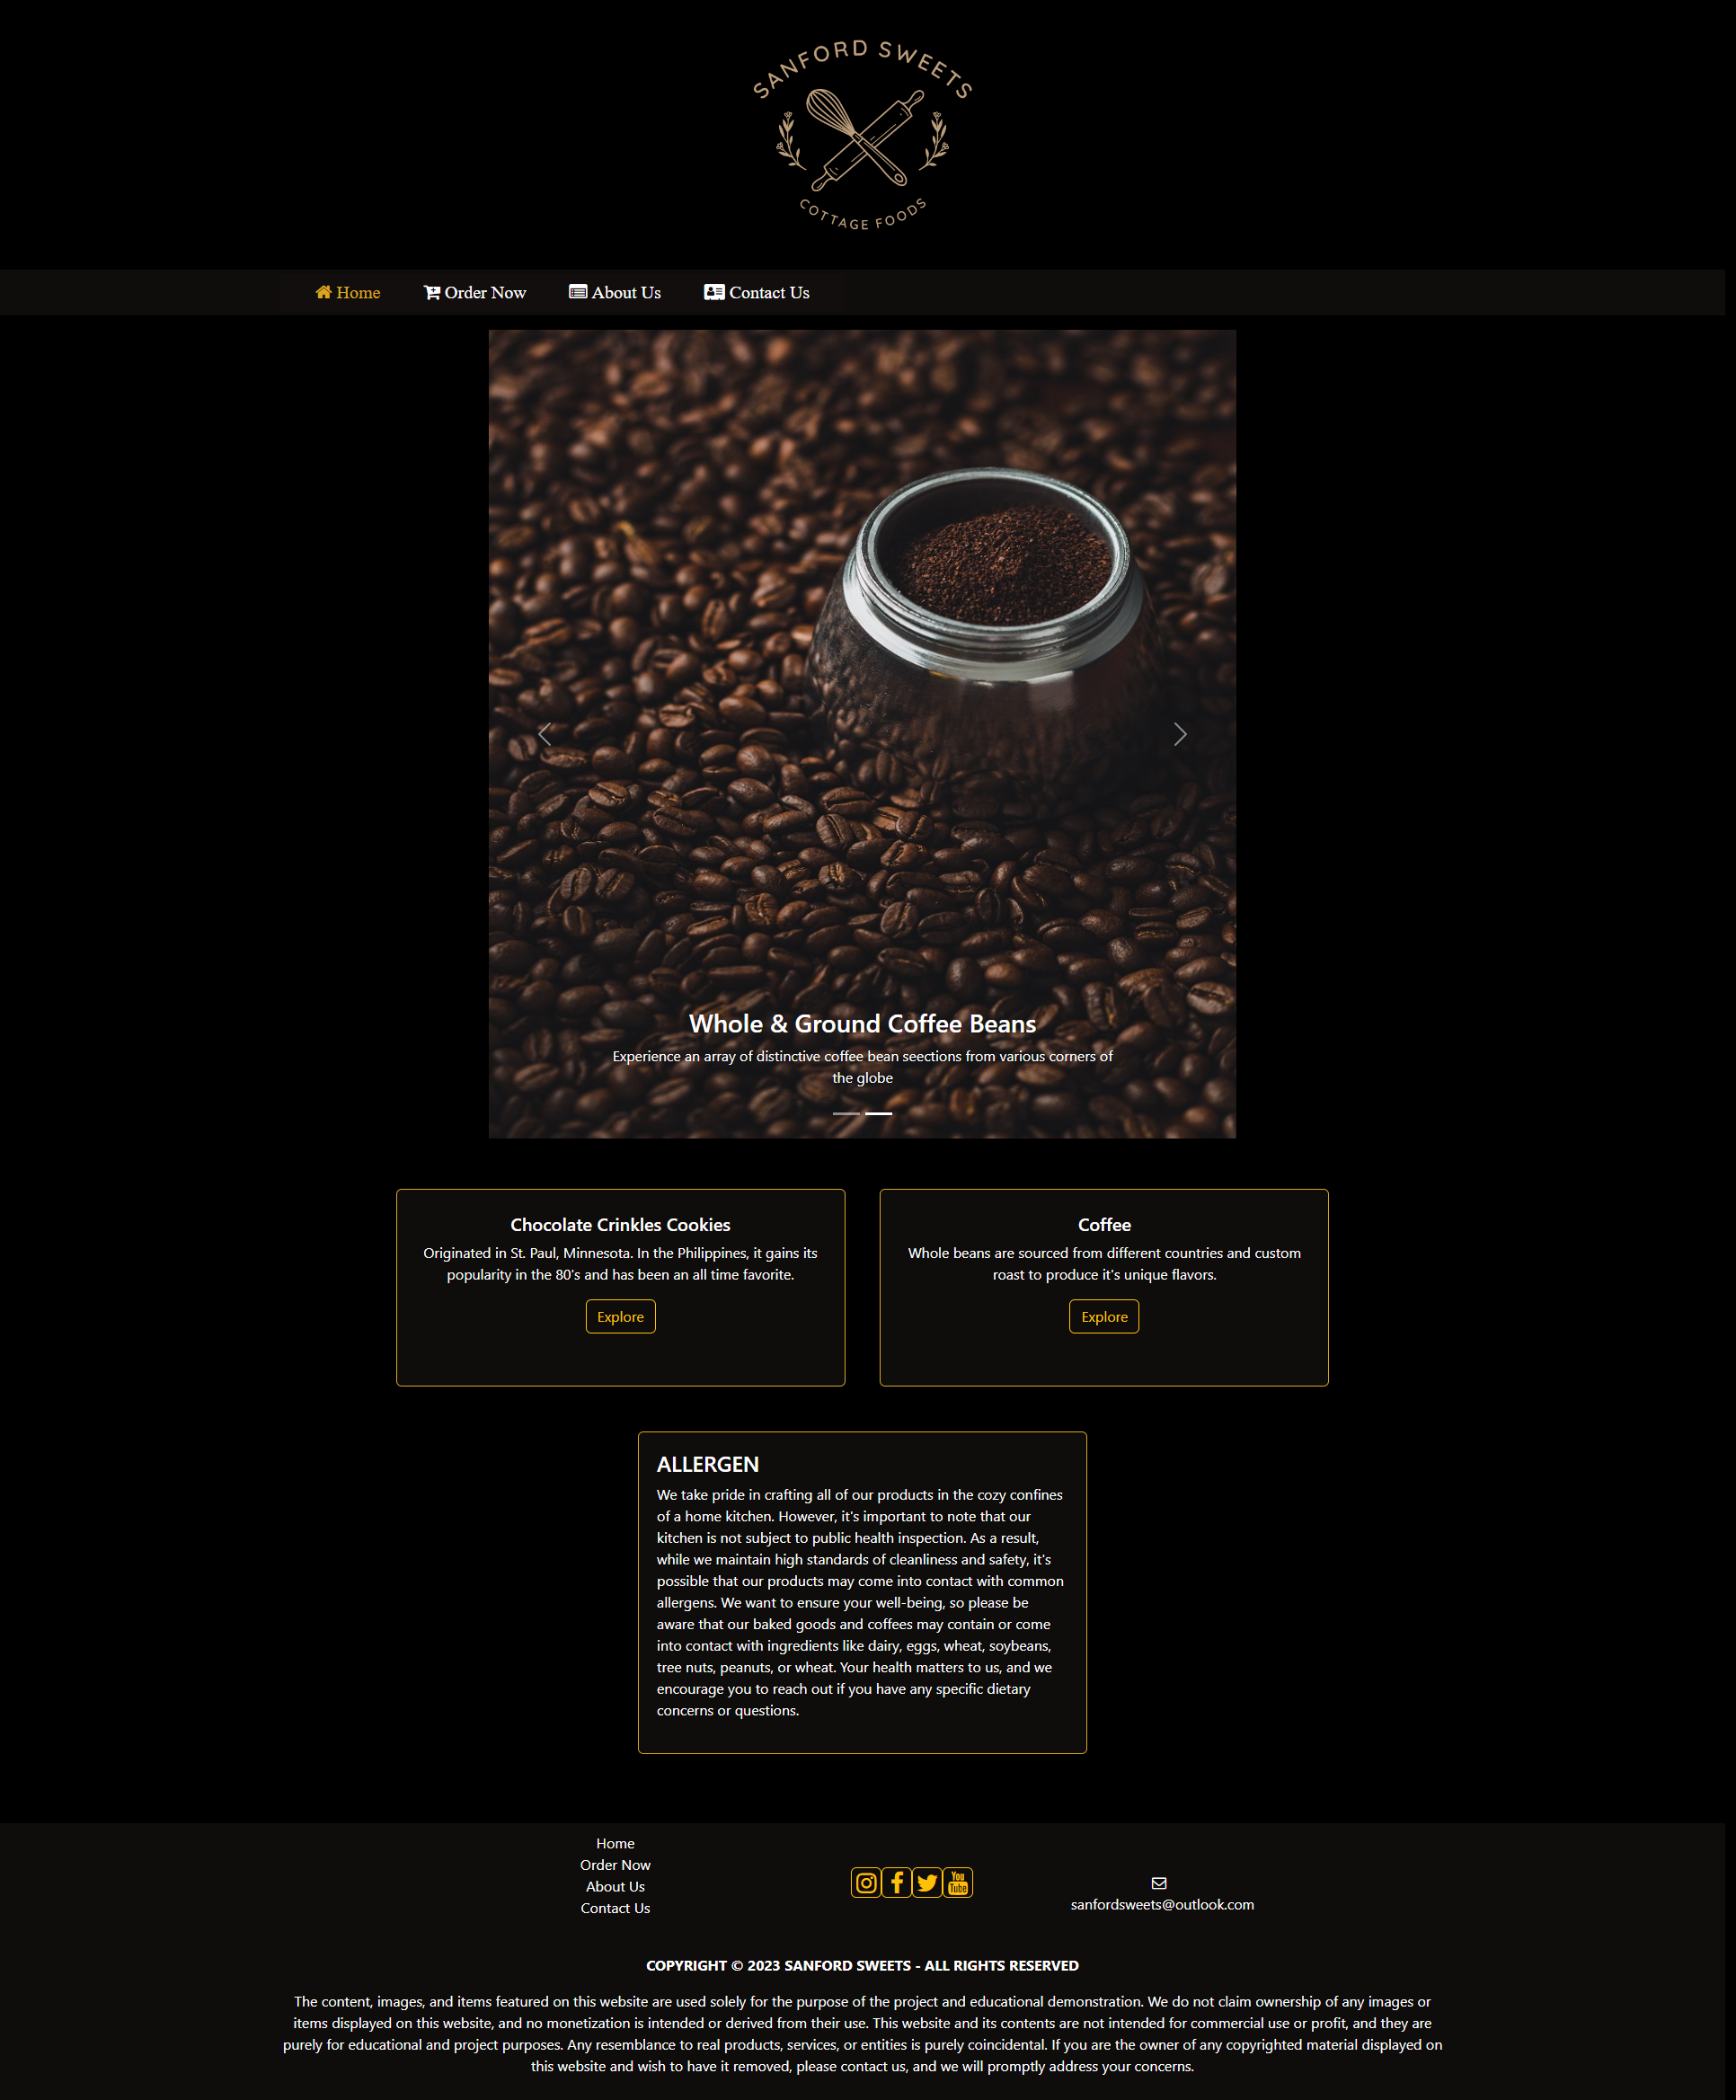 SANFORD SWEETS
COTTAGE FOODS
Home
Order Now
About Us
Contact Us
Whole & Ground Coffee Beans
Experience an array of distinctive coffee bean seections from various corners of
the globe
Chocolate Crinkles Cookies
Originated in St. Paul, Minnesota. In the Philippines, it gains its
popularity in the 80's and has been an all time favorite.
Explore
Coffee
Whole beans are sourced from different countries and custom
roast to produce it's unique flavors.
Explore
ALLERGEN
We take pride in crafting all of our products in the cozy confines
of a home kitchen. However, it's important to note that our
kitchen is not subject to public health inspection. As a result,
while we maintain high standards of cleanliness and safety, it's
possible that our products may come into contact with common
allergens. We want to ensure your well-being, so please be
aware that our baked goods and coffees may contain or come
into contact with ingredients like dairy, eggs, wheat, soybeans,
tree nuts, peanuts, or wheat. Your health matters to us, and we
encourage you to reach out if you have any specific dietary
concerns or questions.
Home
Order Now
About Us
Contact Us
You
Tube
sanfordsweets@outlook.com
COPYRIGHT © 2023 SANFORD SWEETS - ALL RIGHTS RESERVED
The content, images, and items featured on this website are used solely for the purpose of the project and educational demonstration. We do not claim ownership of any images or
items displayed on this website, and no monetization is intended or derived from their use. This website and its contents are not intended for commercial use or profit, and they are
purely for educational and project purposes. Any resemblance to real products, services, or entities is purely coincidental. If you are the owner of any copyrighted material displayed on
this website and wish to have it removed, please contact us, and we will promptly address your concerns.